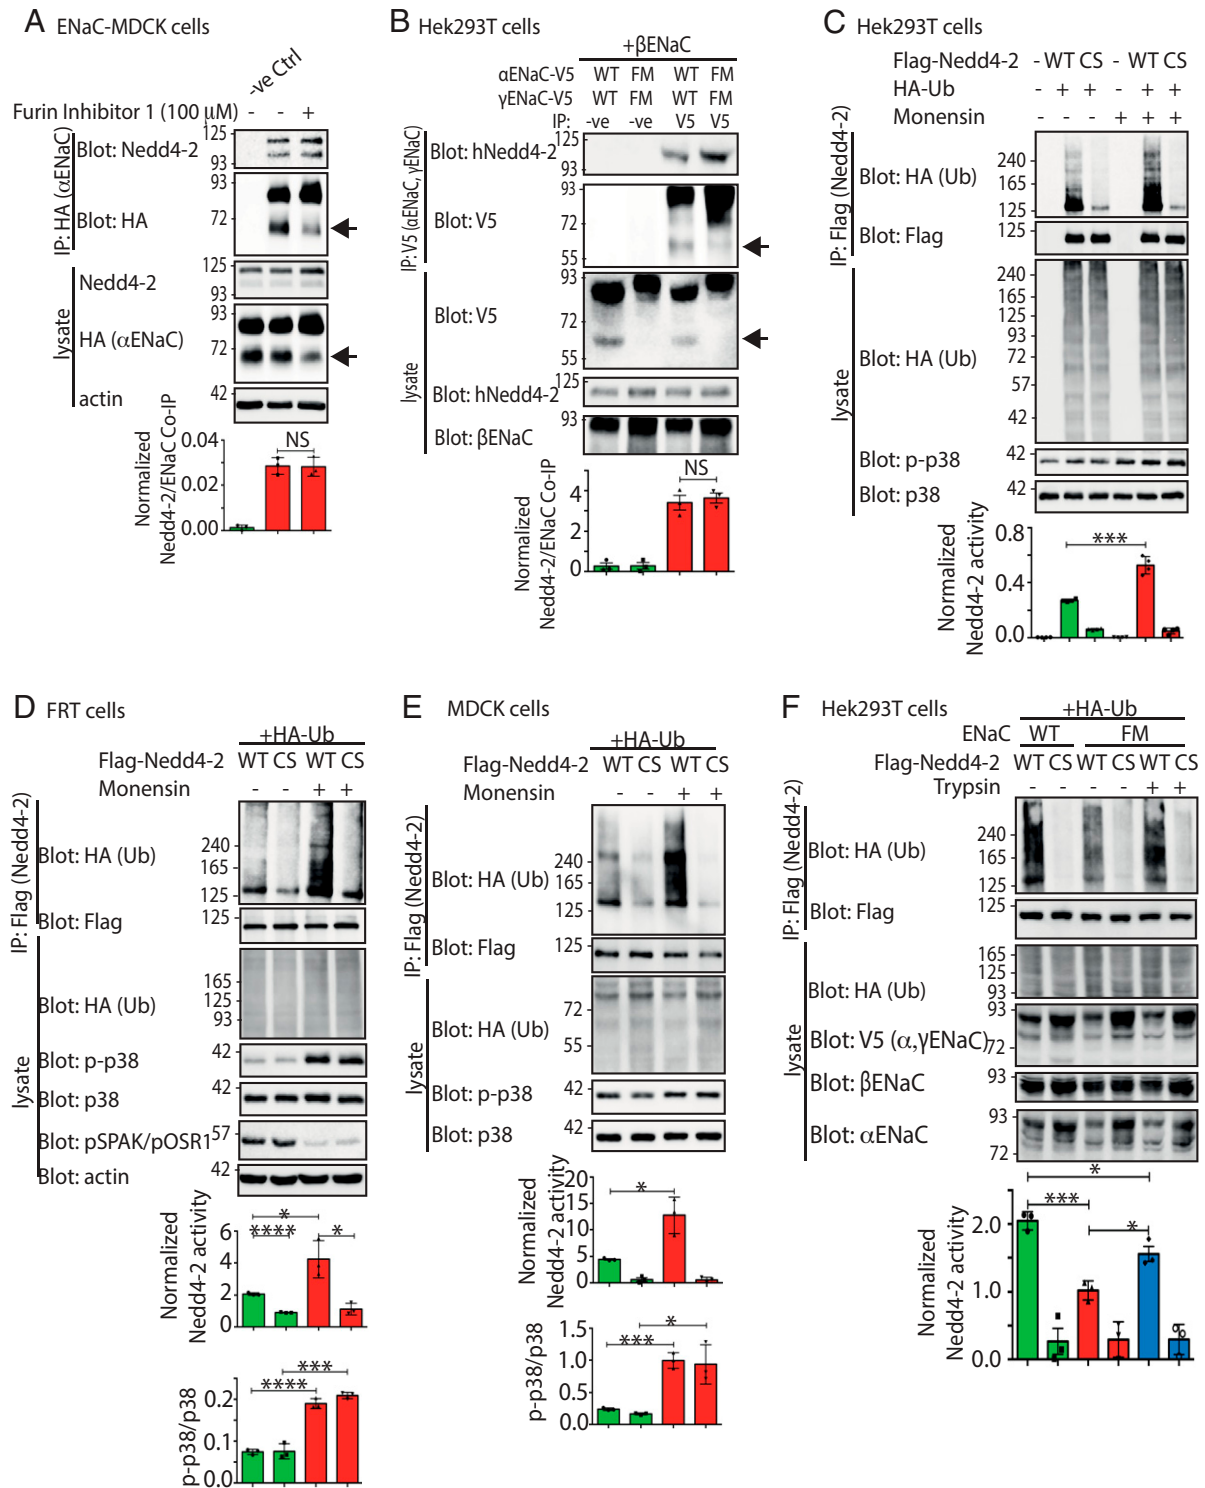 A ENaC-MDCK cells
-ve Ctrl
Furin Inhibitor 1 (100 µM) - - +
IP: HA (αENaC)
Blot: Nedd4-2
125
93
Blot: HA
93
72
lysate
Nedd4-2
125
93
HA (αENaC)
93
72
actin
42
Normalized
Nedd4-2/ENaC Co-IP
0.04
0.02
0.00
NS
B Hek293T cells
+βENaC
αENaC-V5 WT FM WT FM
γENaC-V5 WT FM WT FM
IP: -ve -ve V5 V5
IP: V5 (αENaC, γENaC)
Blot: hNedd4-2
125
93
Blot: V5
93
72
55
lysate
Blot: V5
93
72
55
Blot: hNedd4-2
125
Blot: βENaC
93
Normalized
Nedd4-2/ENaC Co-IP
4
2
0
NS
C Hek293T cells
Flag-Nedd4-2 - WT CS - WT CS
HA-Ub - + + - + +
Monensin - - - + + +
IP: Flag (Nedd4-2)
Blot: HA (Ub)
240
165
125
Blot: Flag
125
lysate
Blot: HA (Ub)
240
165
125
93
72
57
42
Blot: p-p38
42
Blot: p38
42
Normalized
Nedd4-2 activity
0.8
0.4
0.0
***
D FRT cells
+HA-Ub
Flag-Nedd4-2 WT CS WT CS
Monensin - - + +
IP: Flag (Nedd4-2)
Blot: HA (Ub)
240
165
125
Blot: Flag
125
lysate
Blot: HA (Ub)
165
125
93
Blot: p-p38
42
Blot: p38
42
Blot: pSPAK/pOSR1
57
Blot: actin
42
Normalized
Nedd4-2 activity
6
4
2
0
*
**** *
p-p38/p38
0.2
0.1
0.0
***
****
E MDCK cells
+HA-Ub
Flag-Nedd4-2 WT CS WT CS
Monensin - - + +
IP: Flag (Nedd4-2)
Blot: HA (Ub)
240
165
125
Blot: Flag
125
lysate
Blot: HA (Ub)
72
55
Blot: p-p38
42
Blot: p38
42
Normalized
Nedd4-2 activity
20
15
10
5
0
*
p-p38/p38
1.5
1.0
0.5
0.0
*
***
F Hek293T cells
+HA-Ub
ENaC WT FM
Flag-Nedd4-2 WT CS WT CS WT CS
Trypsin - - - - + +
IP: Flag (Nedd4-2)
Blot: HA (Ub)
240
165
125
Blot: Flag
125
lysate
Blot: HA (Ub)
165
125
93
Blot: V5 (α,γENaC)
93
72
Blot: βENaC
93
Blot: αENaC
93
72
Normalized
Nedd4-2 activity
2.0
1.0
0.0
*
***
*